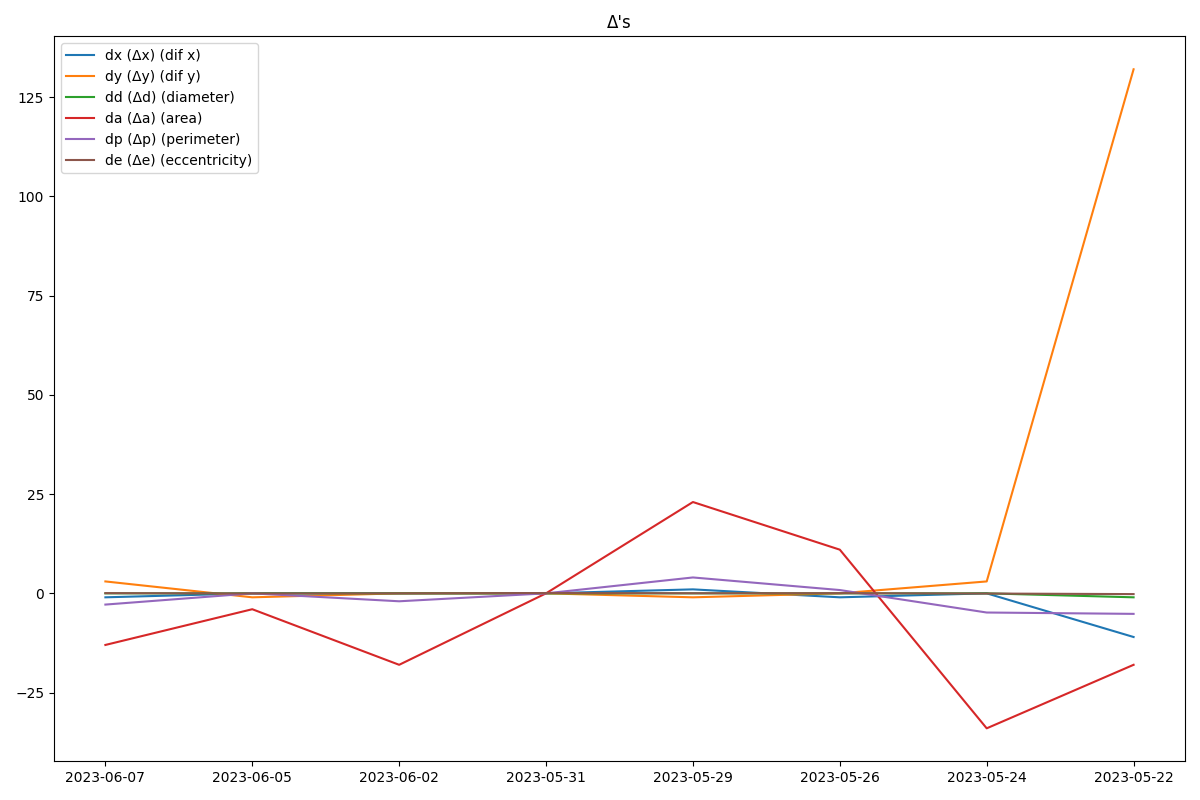 Δ's
dx (Δx) (dif x)
dy (Δy) (dif y)
dd (Δd) (diameter)
da (Δa) (area)
dp (Δp) (perimeter)
de (Δe) (eccentricity)
125
100
75
50
25
0
−25
2023-06-07 2023-06-05 2023-06-02 2023-05-31 2023-05-29 2023-05-26 2023-05-24 2023-05-22